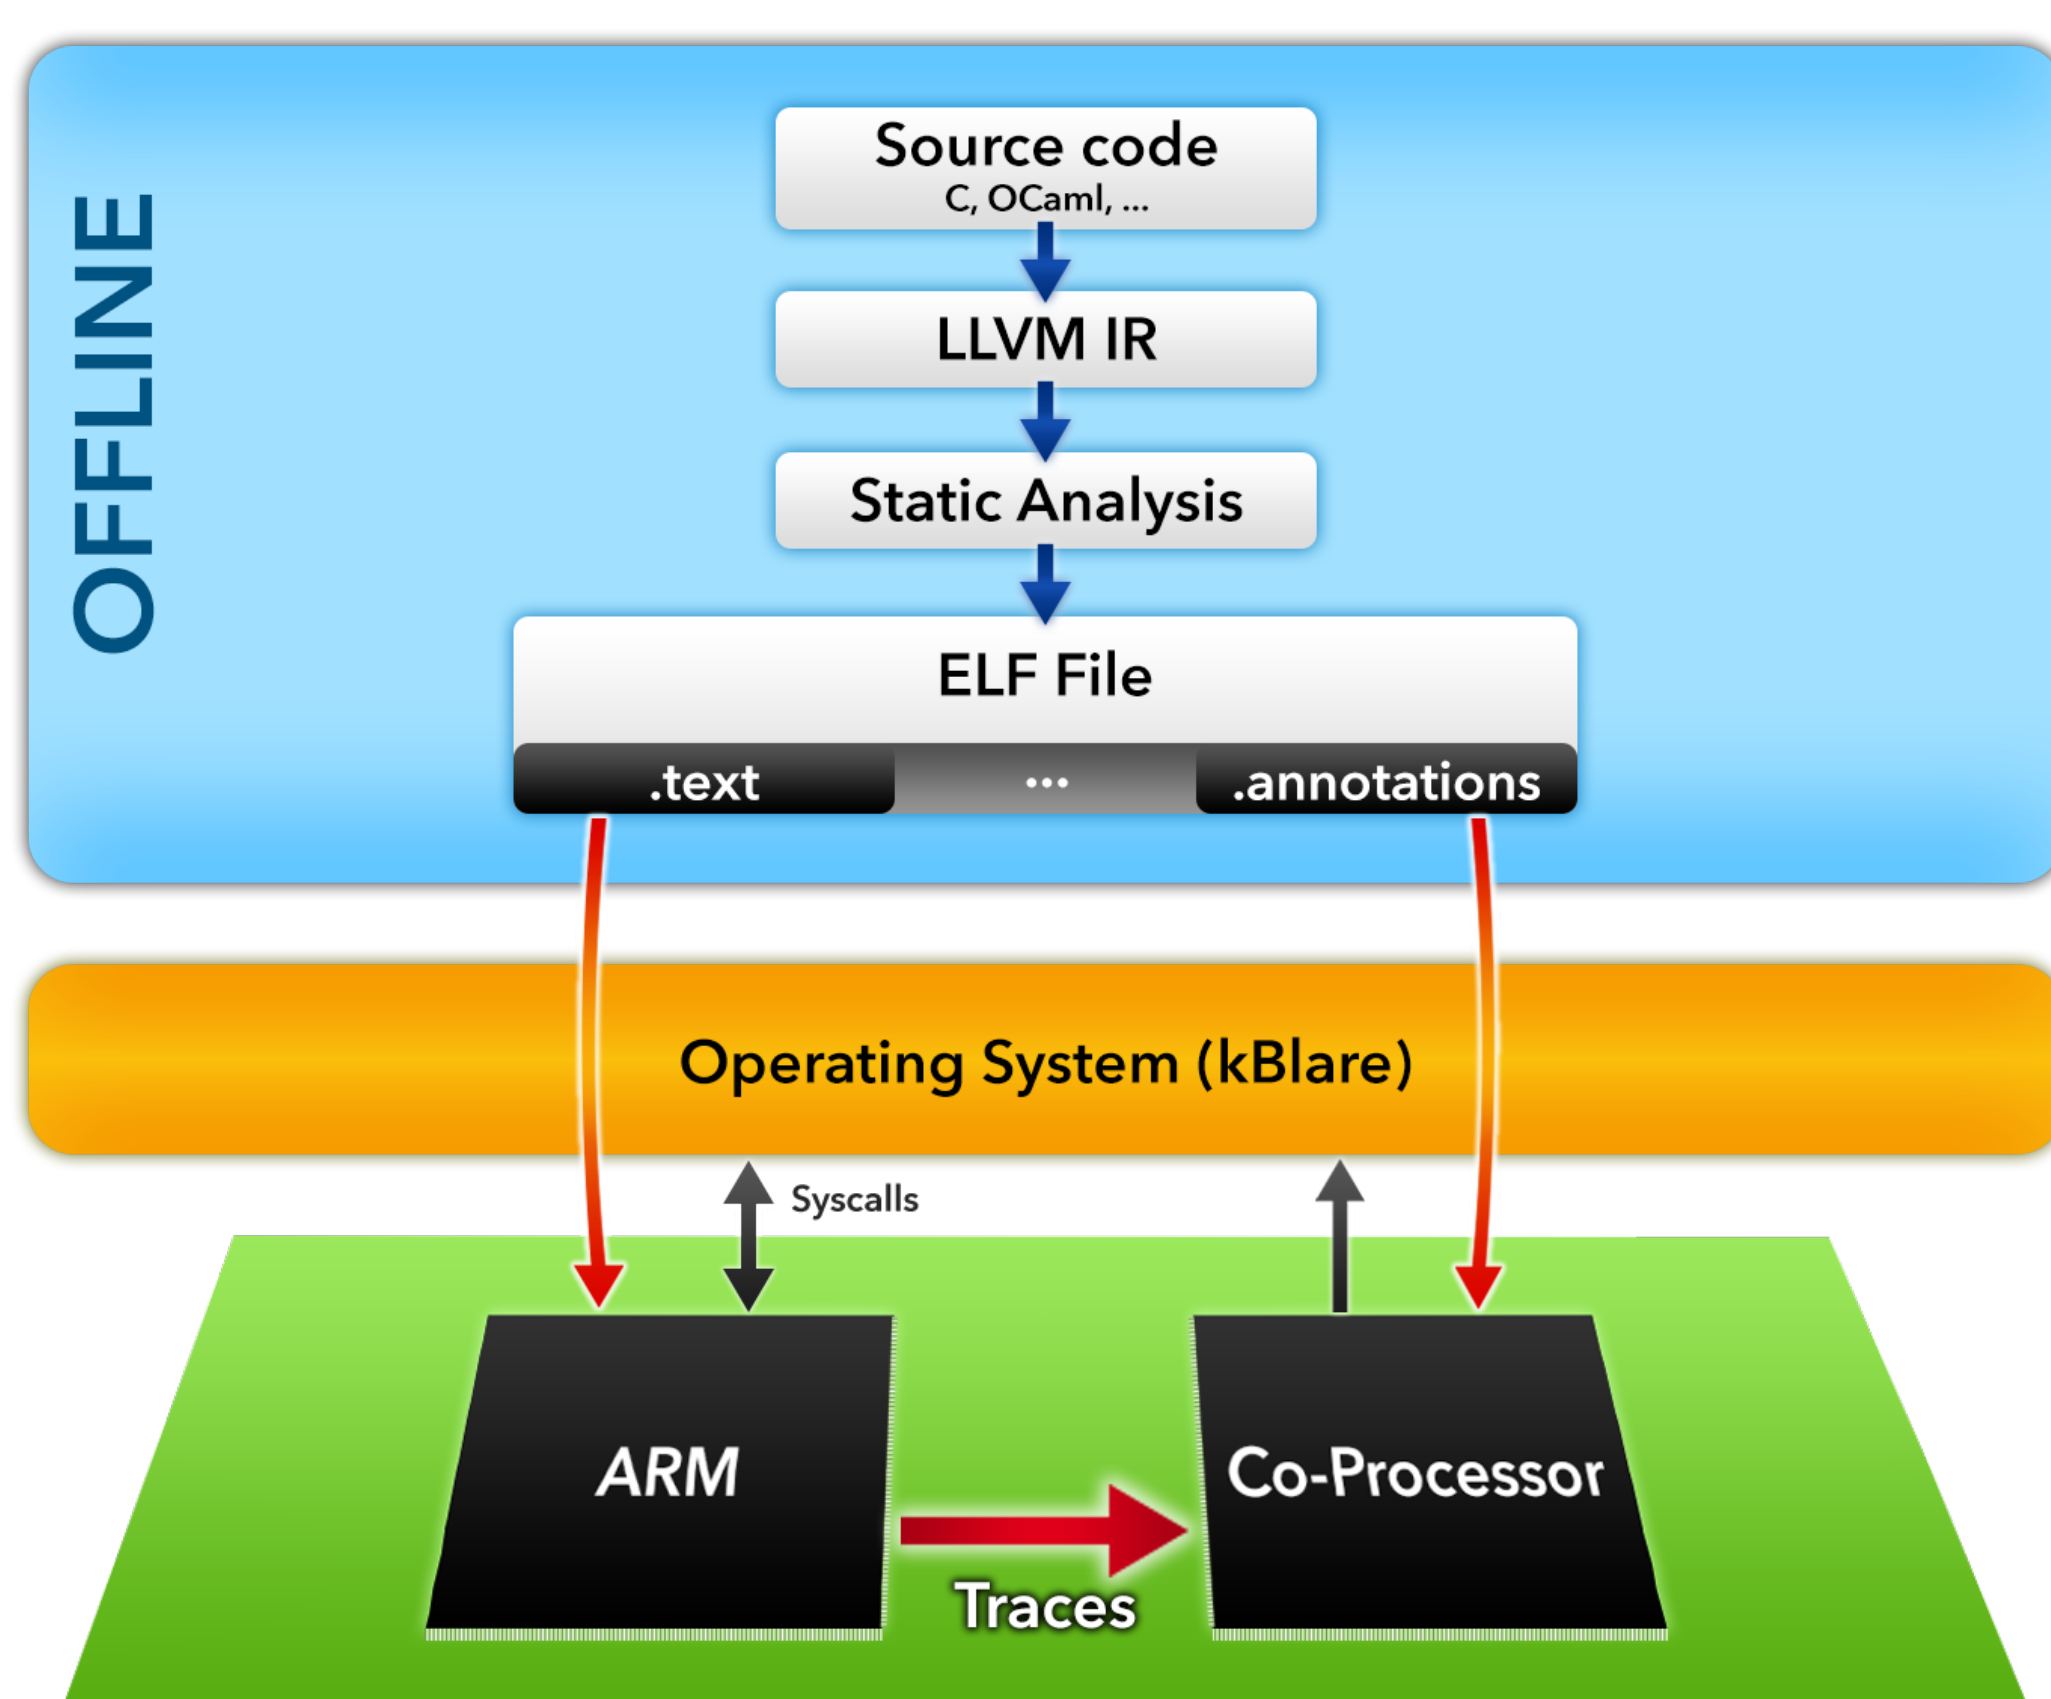 OFFLINE
Source code
C, OCaml, ...
LLVM IR
Static Analysis
ELF File
.text
...
.annotations
Operating System (kBlare)
Syscalls
ARM
Co-Processor
Traces